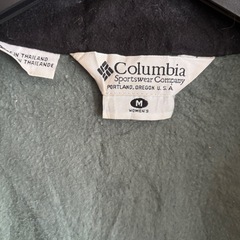 IN THAILAND
THAILANDE
Columbia
Sportswear Company
PORTLAND, OREGON U.S.A.
M
WOMEN'S